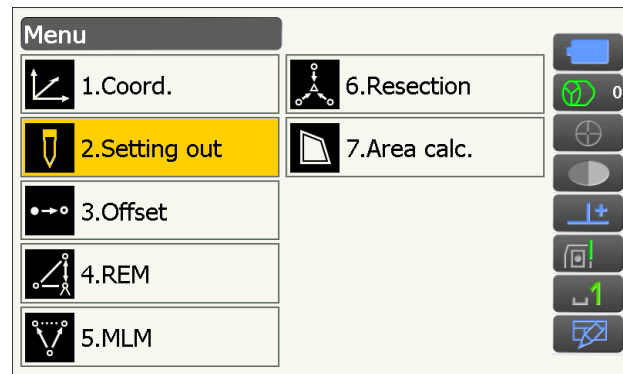 Menu
1.Coord.
2.Setting out
3.Offset
4.REM
5.MLM
6.Resection
7.Area calc.
0
1